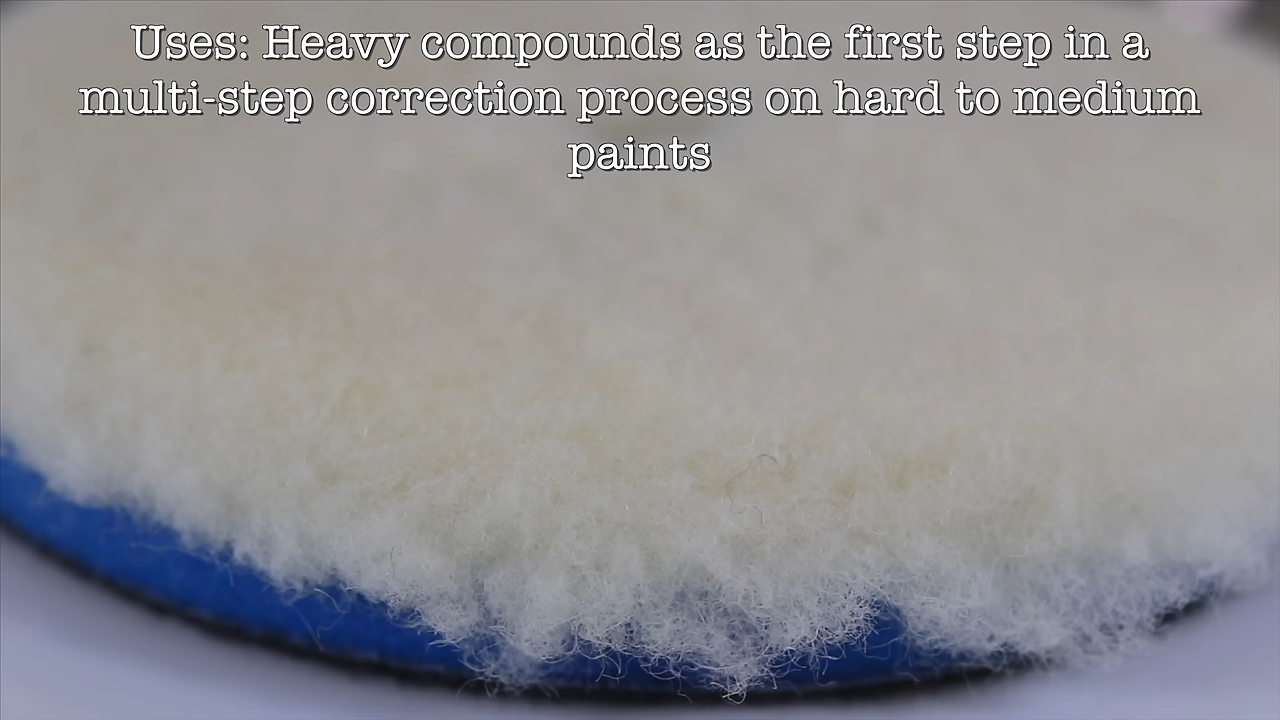 Uses: Heavy compounds as the first step in a
multi-step correction process on hard to medium
paints